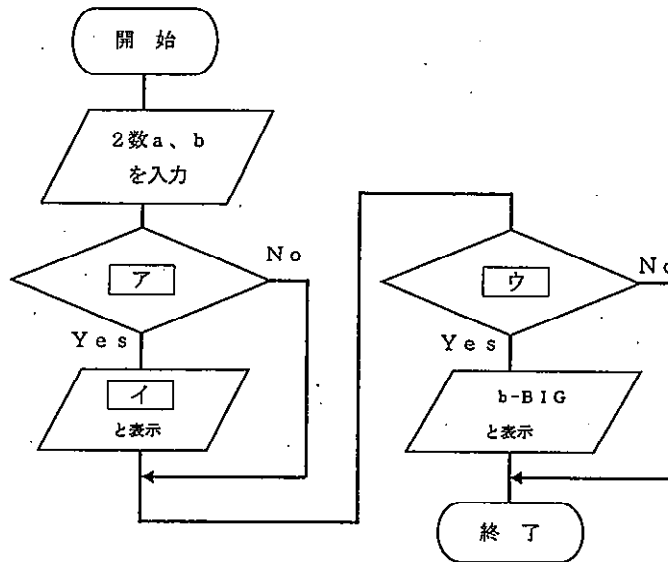 開 始
2数a、b
を入力
ア
No
Yes
イ
と表示
ウ
No
Yes
b-BIG
と表示
終 了